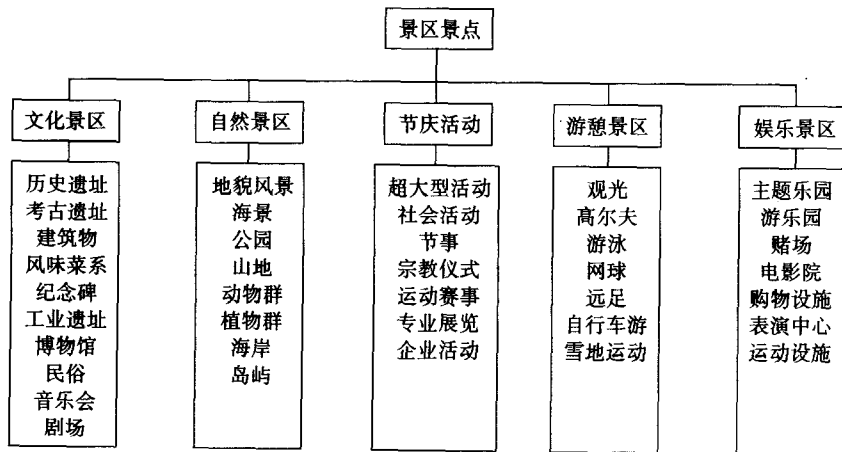 景区景点
文化景区
自然景区
节庆活动
游憩景区
娱乐景区
历史遗址
考古遗址
建筑物
风味菜系
纪念碑
工业遗址
博物馆
民俗
音乐会
剧场
地貌风景
海景
公园
山地
动物群
植物群
海岸
岛屿
超大型活动
社会活动
节事
宗教仪式
运动赛事
专业展览
企业活动
观光
高尔夫
游泳
网球
远足
自行车游
雪地运动
主题乐园
游乐园
赌场
电影院
购物设施
表演中心
运动设施